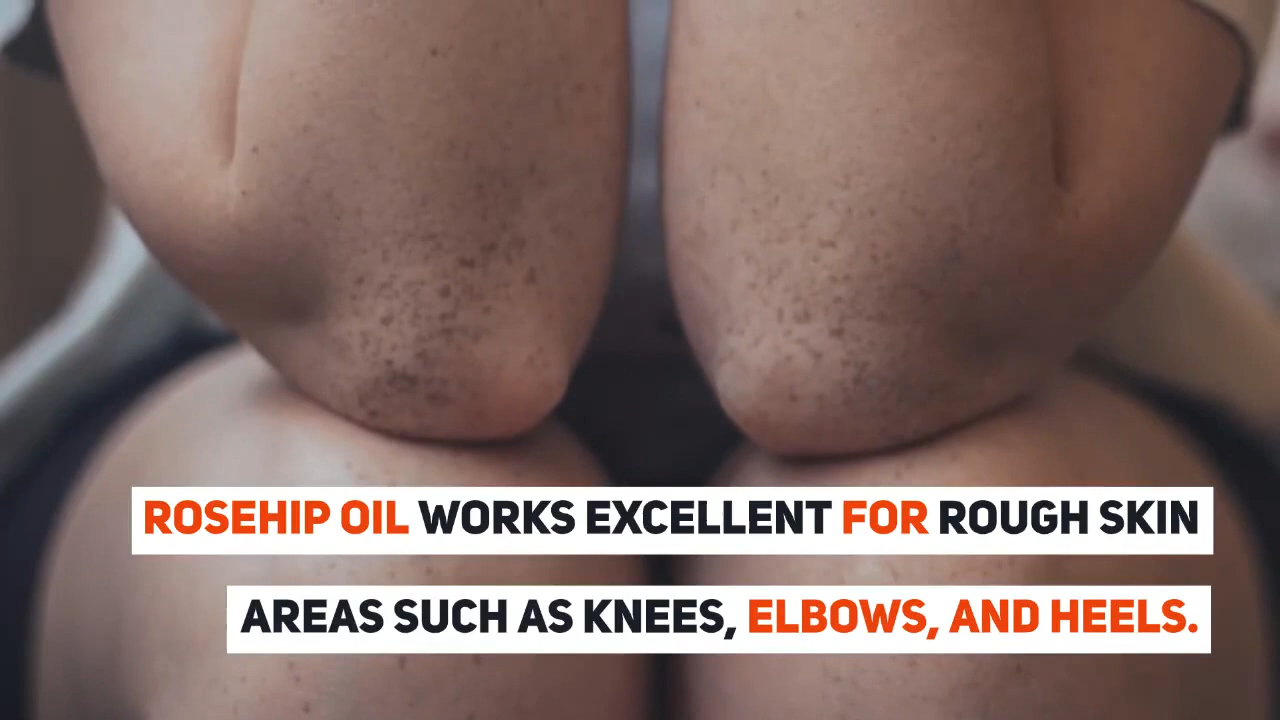 ROSEHIP OIL WORKS EXCELLENT FOR ROUGH SKIN
AREAS SUCH AS KNEES, ELBOWS, AND HEELS.